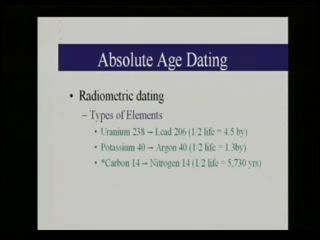 Absolute Age Dating
• Radiometric dating
– Types of Elements
• Uranium 238 – Lead 206 (1/2 life = 4.5 by)
• Potassium 40 – Argon 40 (1/2 life = 1.3by)
• *Carbon 14 – Nitrogen 14 (1/2 life = 5,730 yrs)